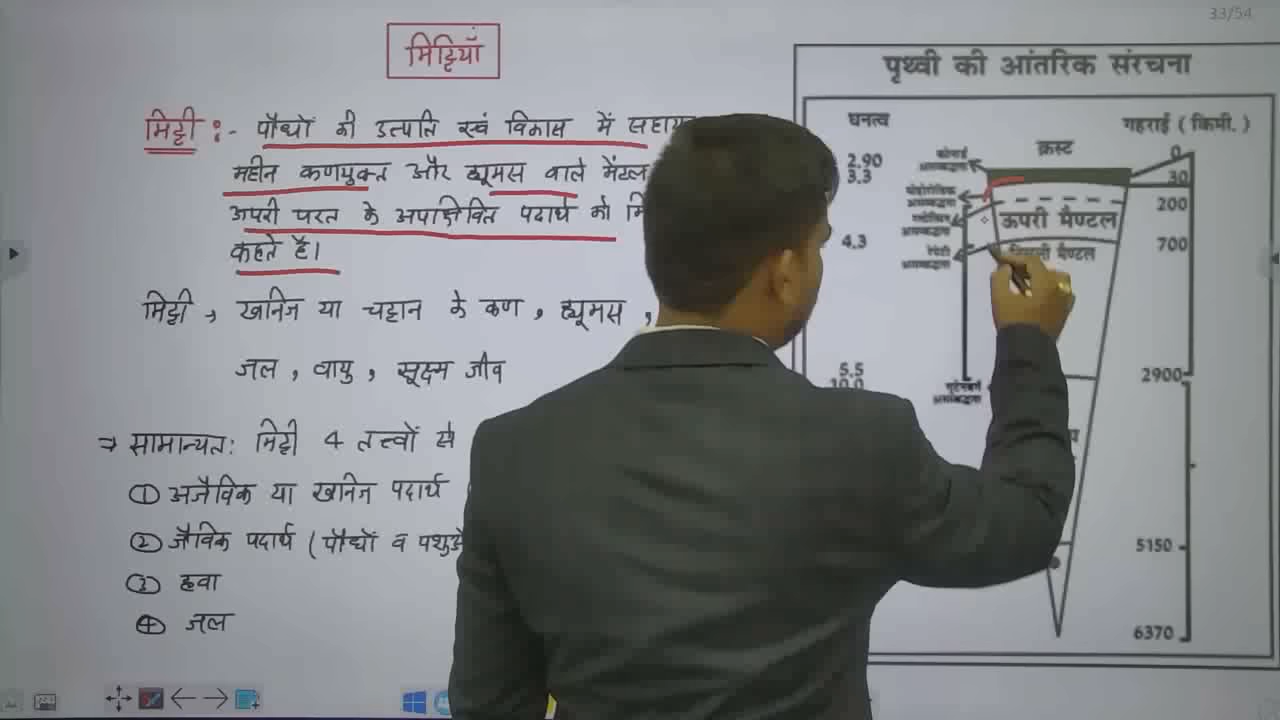 33/54
मिट्टियाँ
मिट्टी :- पौधों की उत्पति एवं विकास में
महीन कणयुक्त और ह्यूमस वाले मेंटल
ऊपरी परत के अपक्षिवित पदार्थ को
कहते है।
मिट्टी → खनिज या चट्टान के कण, ह्यूमस,
जल, वायु, सूक्ष्म जीव
→ सामान्यतः मिट्टी 4 तत्त्वों से
① अजैविक या खनिज पदार्थ
② जैविक पदार्थ (पौधों व
③ हवा
④ जल
पृथ्वी की आंतरिक संरचना
घनत्व
गहराई ( किमी. )
क्रस्ट
2.90
3.3
4.3
5.5
10.0
ऊपरी मैण्टल
मैण्टल
0
30
200
700
2900
5150
6370